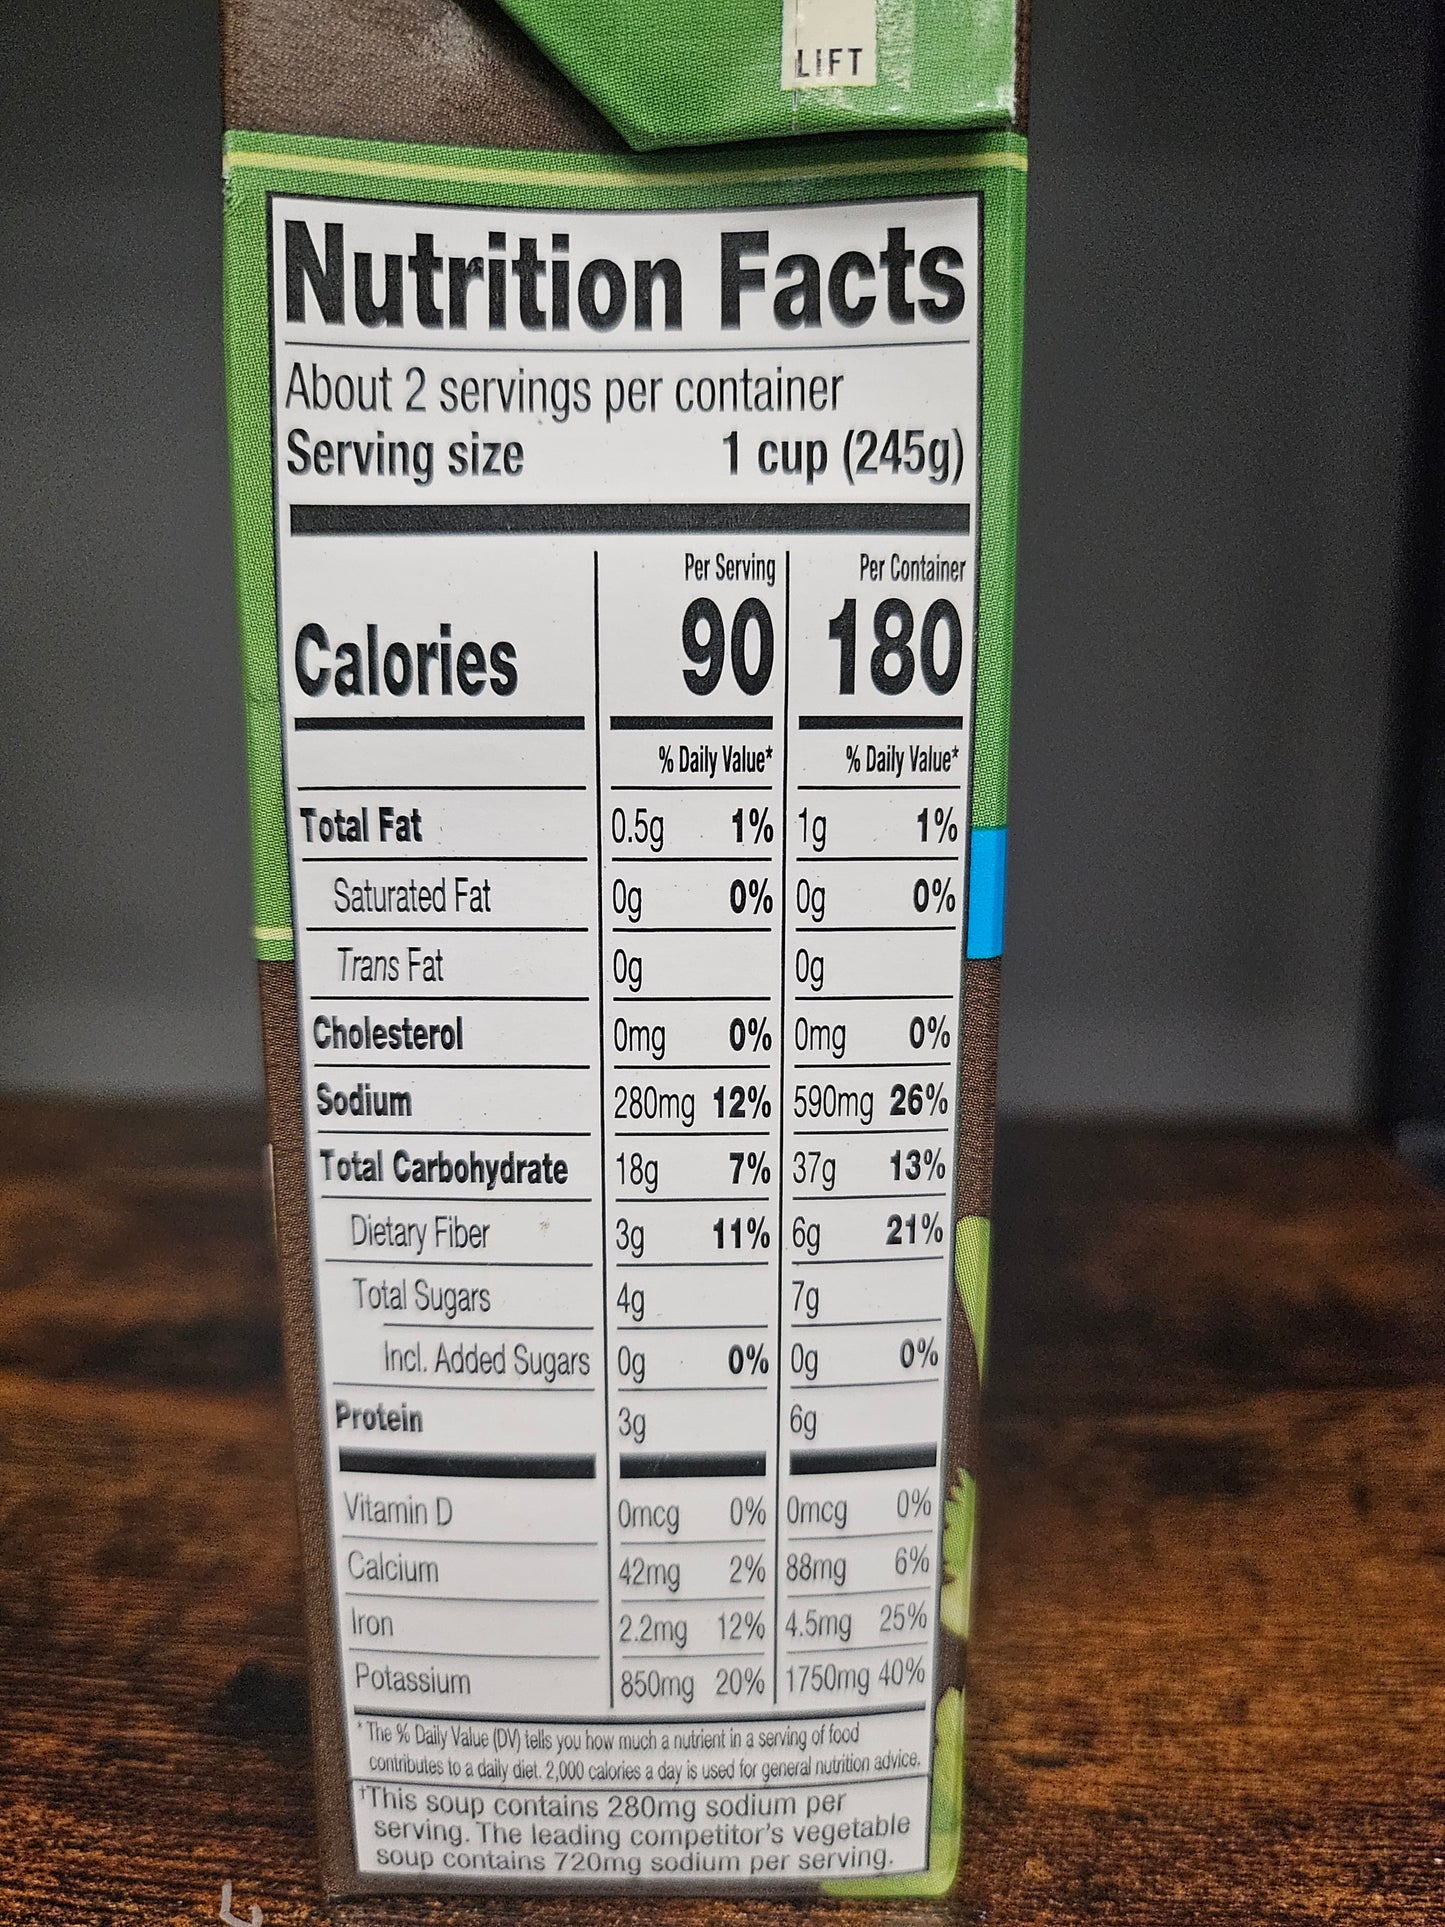 LIFT
Nutrition Facts
About 2 servings per container
Serving size 1 cup (245g)
Per Serving Per Container
Calories 90 180
% Daily Value* % Daily Value*
Total Fat 0.5g 1% 1g 1%
Saturated Fat 0g 0% 0g 0%
Trans Fat 0g 0g
Cholesterol 0mg 0% 0mg 0%
Sodium 280mg 12% 590mg 26%
Total Carbohydrate 18g 7% 37g 13%
Dietary Fiber 3g 11% 6g 21%
Total Sugars 4g 7g
Incl. Added Sugars 0g 0% 0g 0%
Protein 3g 6g
Vitamin D 0mcg 0% 0mcg 0%
Calcium 42mg 2% 88mg 6%
Iron 2.2mg 12% 4.5mg 25%
Potassium 850mg 20% 1750mg 40%
*The % Daily Value (DV) tells you how much a nutrient in a serving of food
contributes to a daily diet. 2,000 calories a day is used for general nutrition advice.
†This soup contains 280mg sodium per
serving. The leading competitor's vegetable
soup contains 720mg sodium per serving.